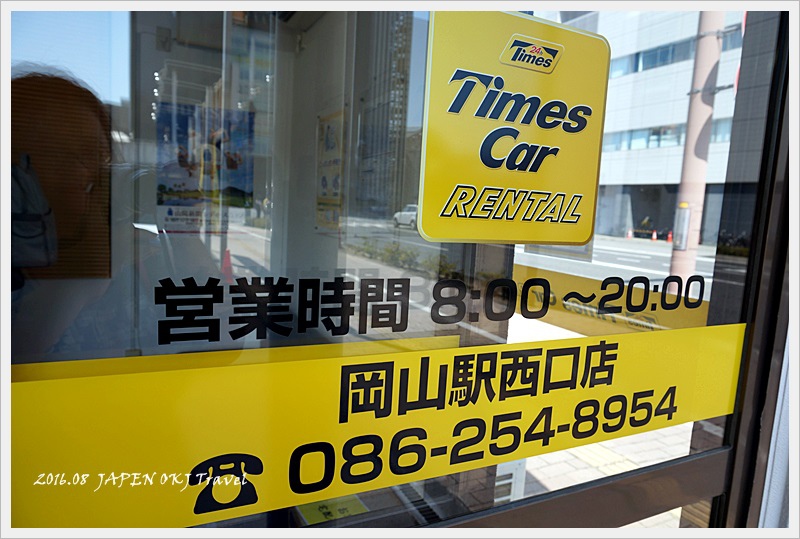 24h
Times
Times
Car
RENTAL
営業時間 8:00～20:00
岡山駅西口店
086-254-8954
2016.08 JAPEN OKJ Travel